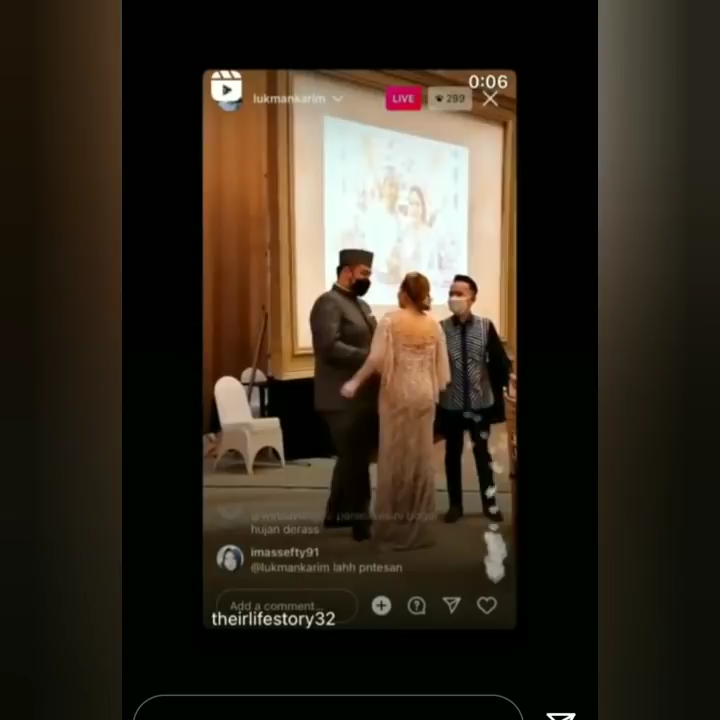 0:06
lukmankarim
LIVE
299
hujan derass
imassefty91
@lukmankarim lahh pntesan
Add a comment...
theirlifestory32